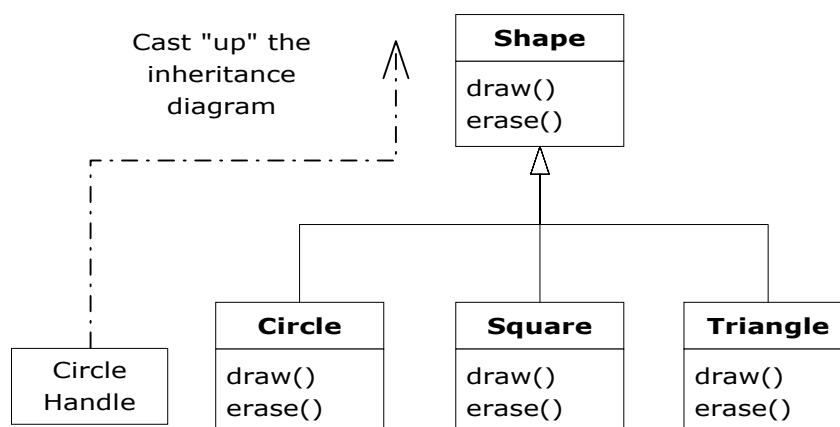 Cast "up" the
inheritance
diagram
Shape
draw()
erase()
Circle
Handle
Circle
draw()
erase()
Square
draw()
erase()
Triangle
draw()
erase()